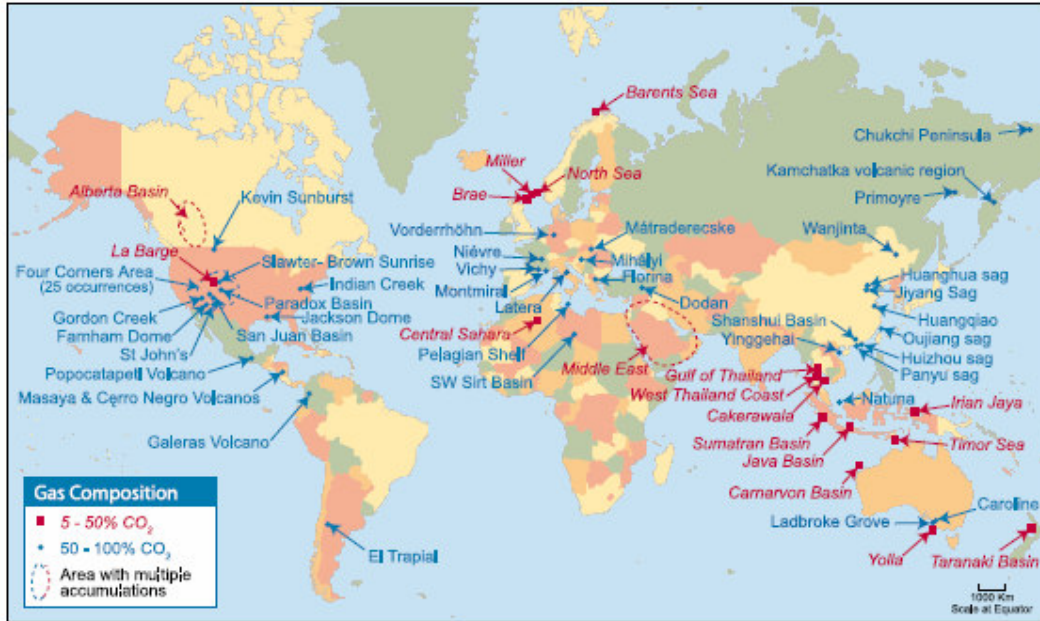 Barents Sea
Chukchi Peninsula
Kamchatka volcanic region
Miller
North Sea
Primoyre
Alberta Basin
Kevin Sunburst
Brae
Vorderrhöhn
Mátraderecske
Wanjinta
La Barge
Niévre
Mihályi
Slawter- Brown Sunrise
Vichy
Florina
Huanghua sag
Four Corners Area
(25 occurrences)
Indian Creek
Montmiral
Jiyang Sag
Paradox Basin
Latera
Dodan
Gordon Creek
Jackson Dome
Shanshui Basin
Huangqiao
Farnham Dome
San Juan Basin
Central Sahara
Yinggehai
Oujiang sag
St John's
Pelagian Shelf
Middle East
Huizhou sag
Popocatapetl Volcano
SW Sirt Basin
Gulf of Thailand
Panyu sag
Masaya & Cerro Negro Volcanos
West Thailand Coast
Natuna
Cakerawala
Irian Jaya
Galeras Volcano
Sumatran Basin
Timor Sea
Java Basin
Carnarvon Basin
Gas Composition
Caroline
5 - 50% CO₂
Ladbroke Grove
50 - 100% CO₂
El Trapial
Yolla
Taranaki Basin
Area with multiple
accumulations
1000 Km
Scale at Equator